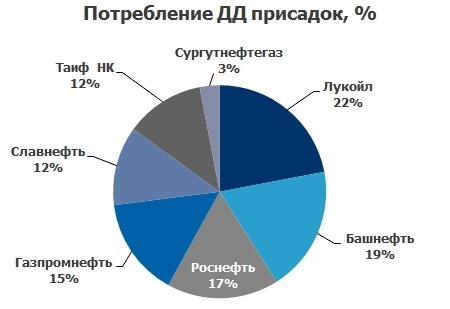 Потребление ДД присадок, %
Сургутнефтегаз
3%
Таиф НК
12%
Лукойл
22%
Славнефть
12%
Башнефть
19%
Газпромнефть
15%
Роснефть
17%